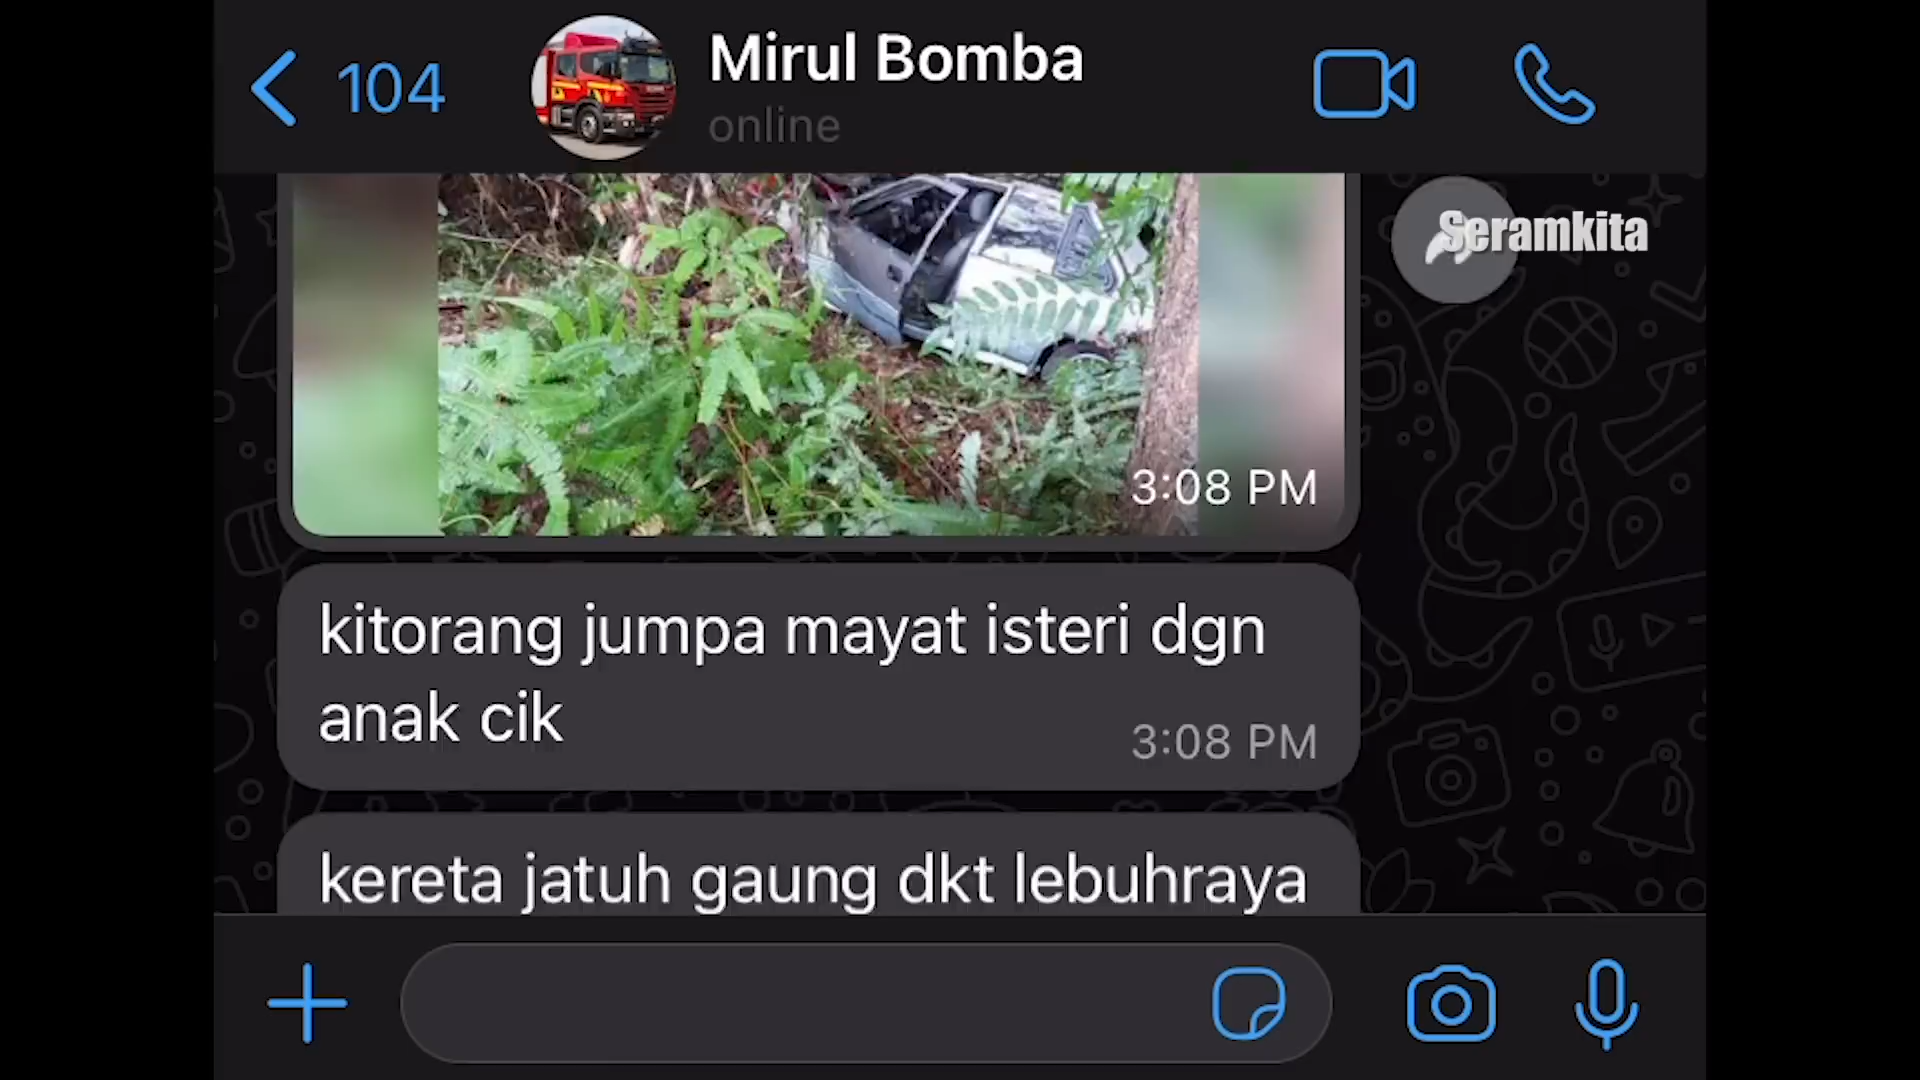 104
Mirul Bomba
online
Seramkita
3:08 PM
kitorang jumpa mayat isteri dgn
anak cik
3:08 PM
kereta jatuh gaung dkt lebuhraya